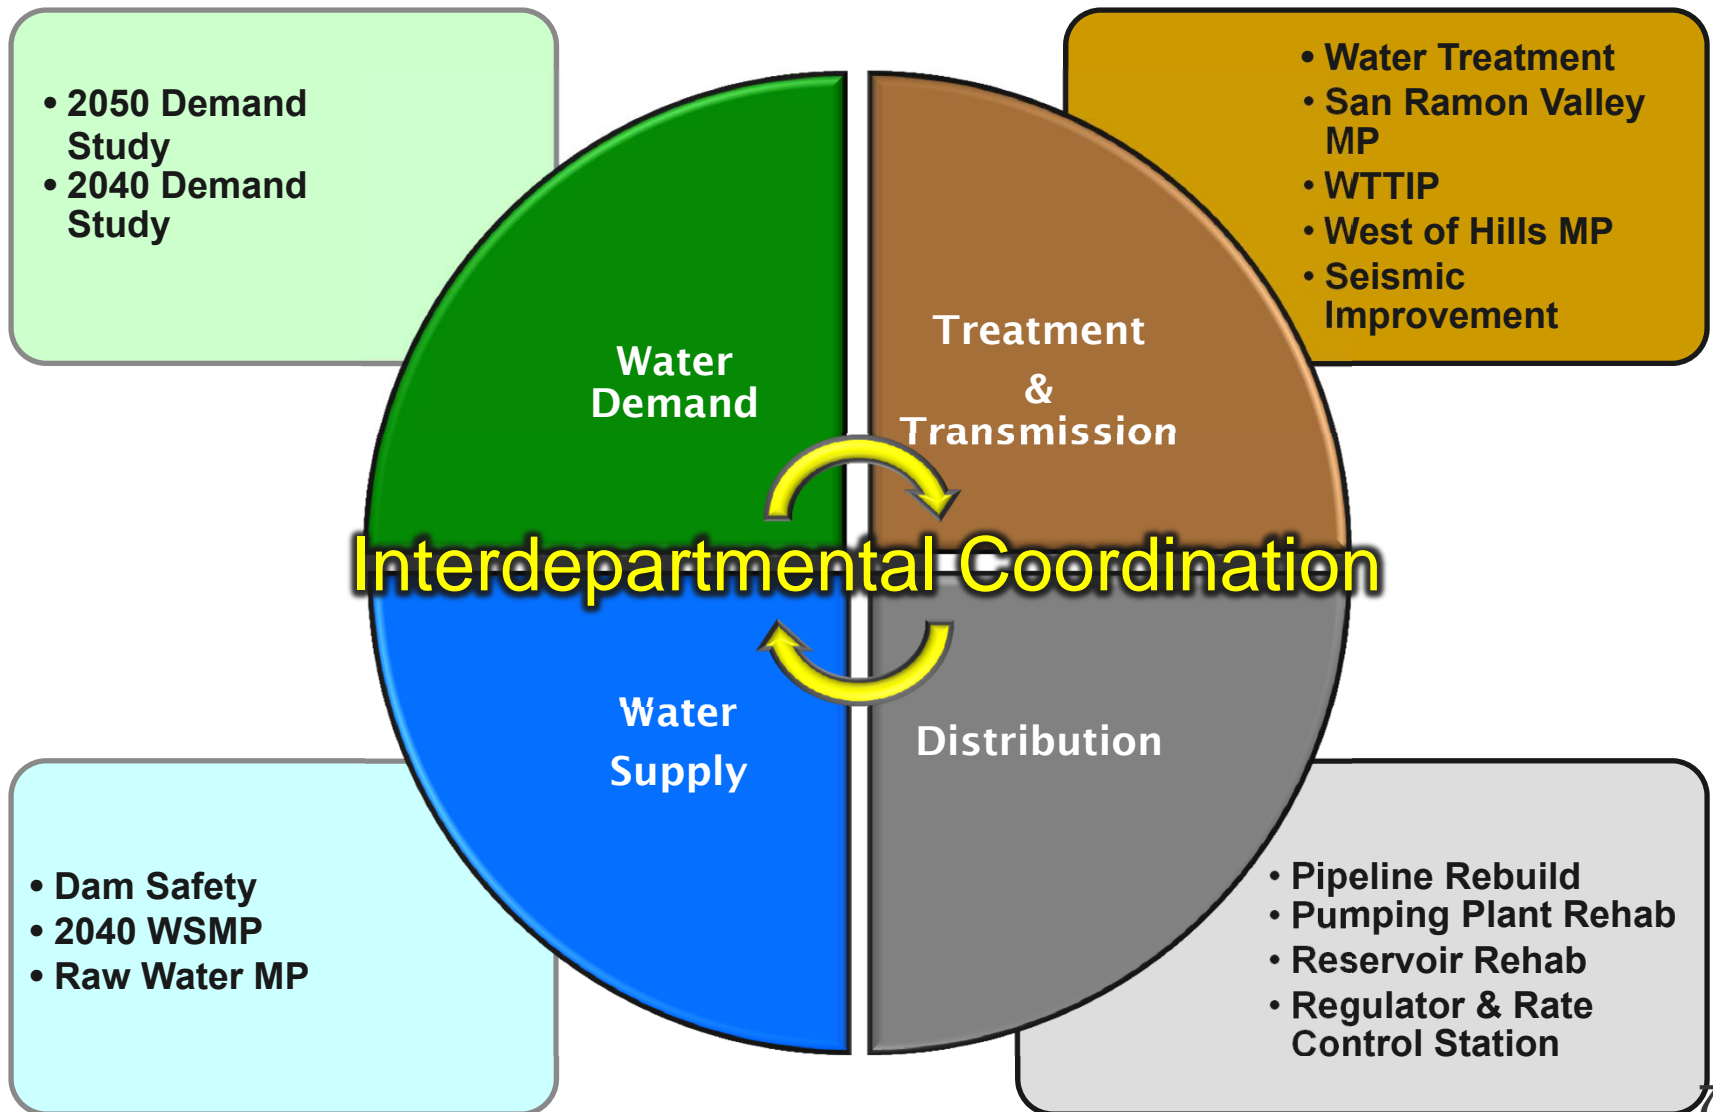 • 2050 Demand
Study
• 2040 Demand
Study
• Water Treatment
• San Ramon Valley
MP
• WTTIP
• West of Hills MP
• Seismic
Improvement
Water
Demand
Treatment
&
Transmission
Interdepartmental Coordination
Water
Supply
Distribution
• Dam Safety
• 2040 WSMP
• Raw Water MP
• Pipeline Rebuild
• Pumping Plant Rehab
• Reservoir Rehab
• Regulator & Rate
Control Station
7